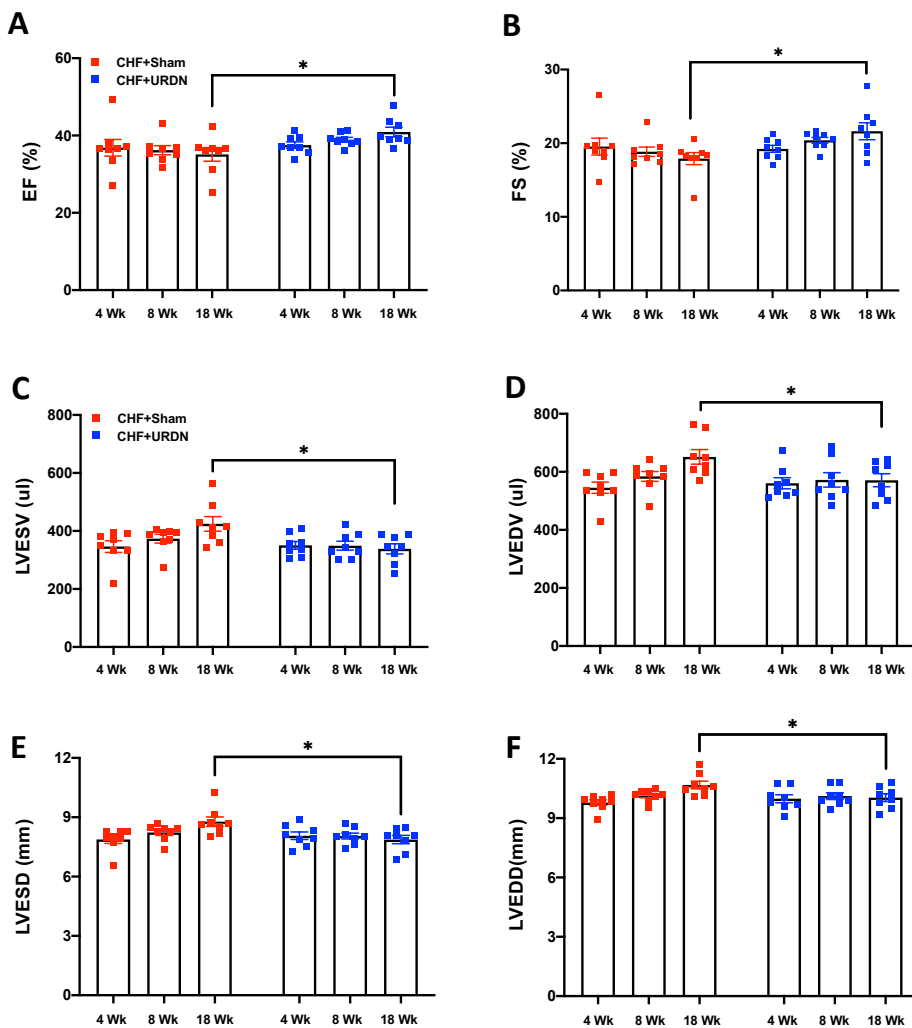 A
60
40
20
0
EF (%)
CHF+Sham
CHF+URDN
*
4 Wk 8 Wk 18 Wk 4 Wk 8 Wk 18 Wk
B
30
20
10
0
FS (%)
*
4 Wk 8 Wk 18 Wk 4 Wk 8 Wk 18 Wk
C
800
600
400
200
0
LVESV (ul)
CHF+Sham
CHF+URDN
*
4 Wk 8 Wk 18 Wk 4 Wk 8 Wk 18 Wk
D
800
600
400
200
0
LVEDV (ul)
*
4 Wk 8 Wk 18 Wk 4 Wk 8 Wk 18 Wk
E
12
9
6
3
0
LVESD (mm)
*
4 Wk 8 Wk 18 Wk 4 Wk 8 Wk 18 Wk
F
12
9
6
3
0
LVEDD(mm)
*
4 Wk 8 Wk 18 Wk 4 Wk 8 Wk 18 Wk